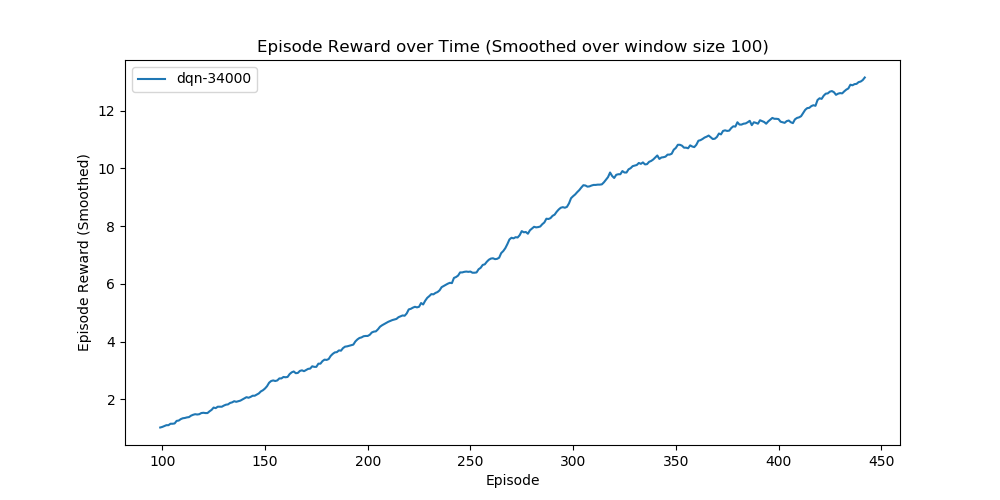 Episode Reward over Time (Smoothed over window size 100)
dqn-34000
Episode Reward (Smoothed)
12
10
8
6
4
2
100 150 200 250 300 350 400 450
Episode